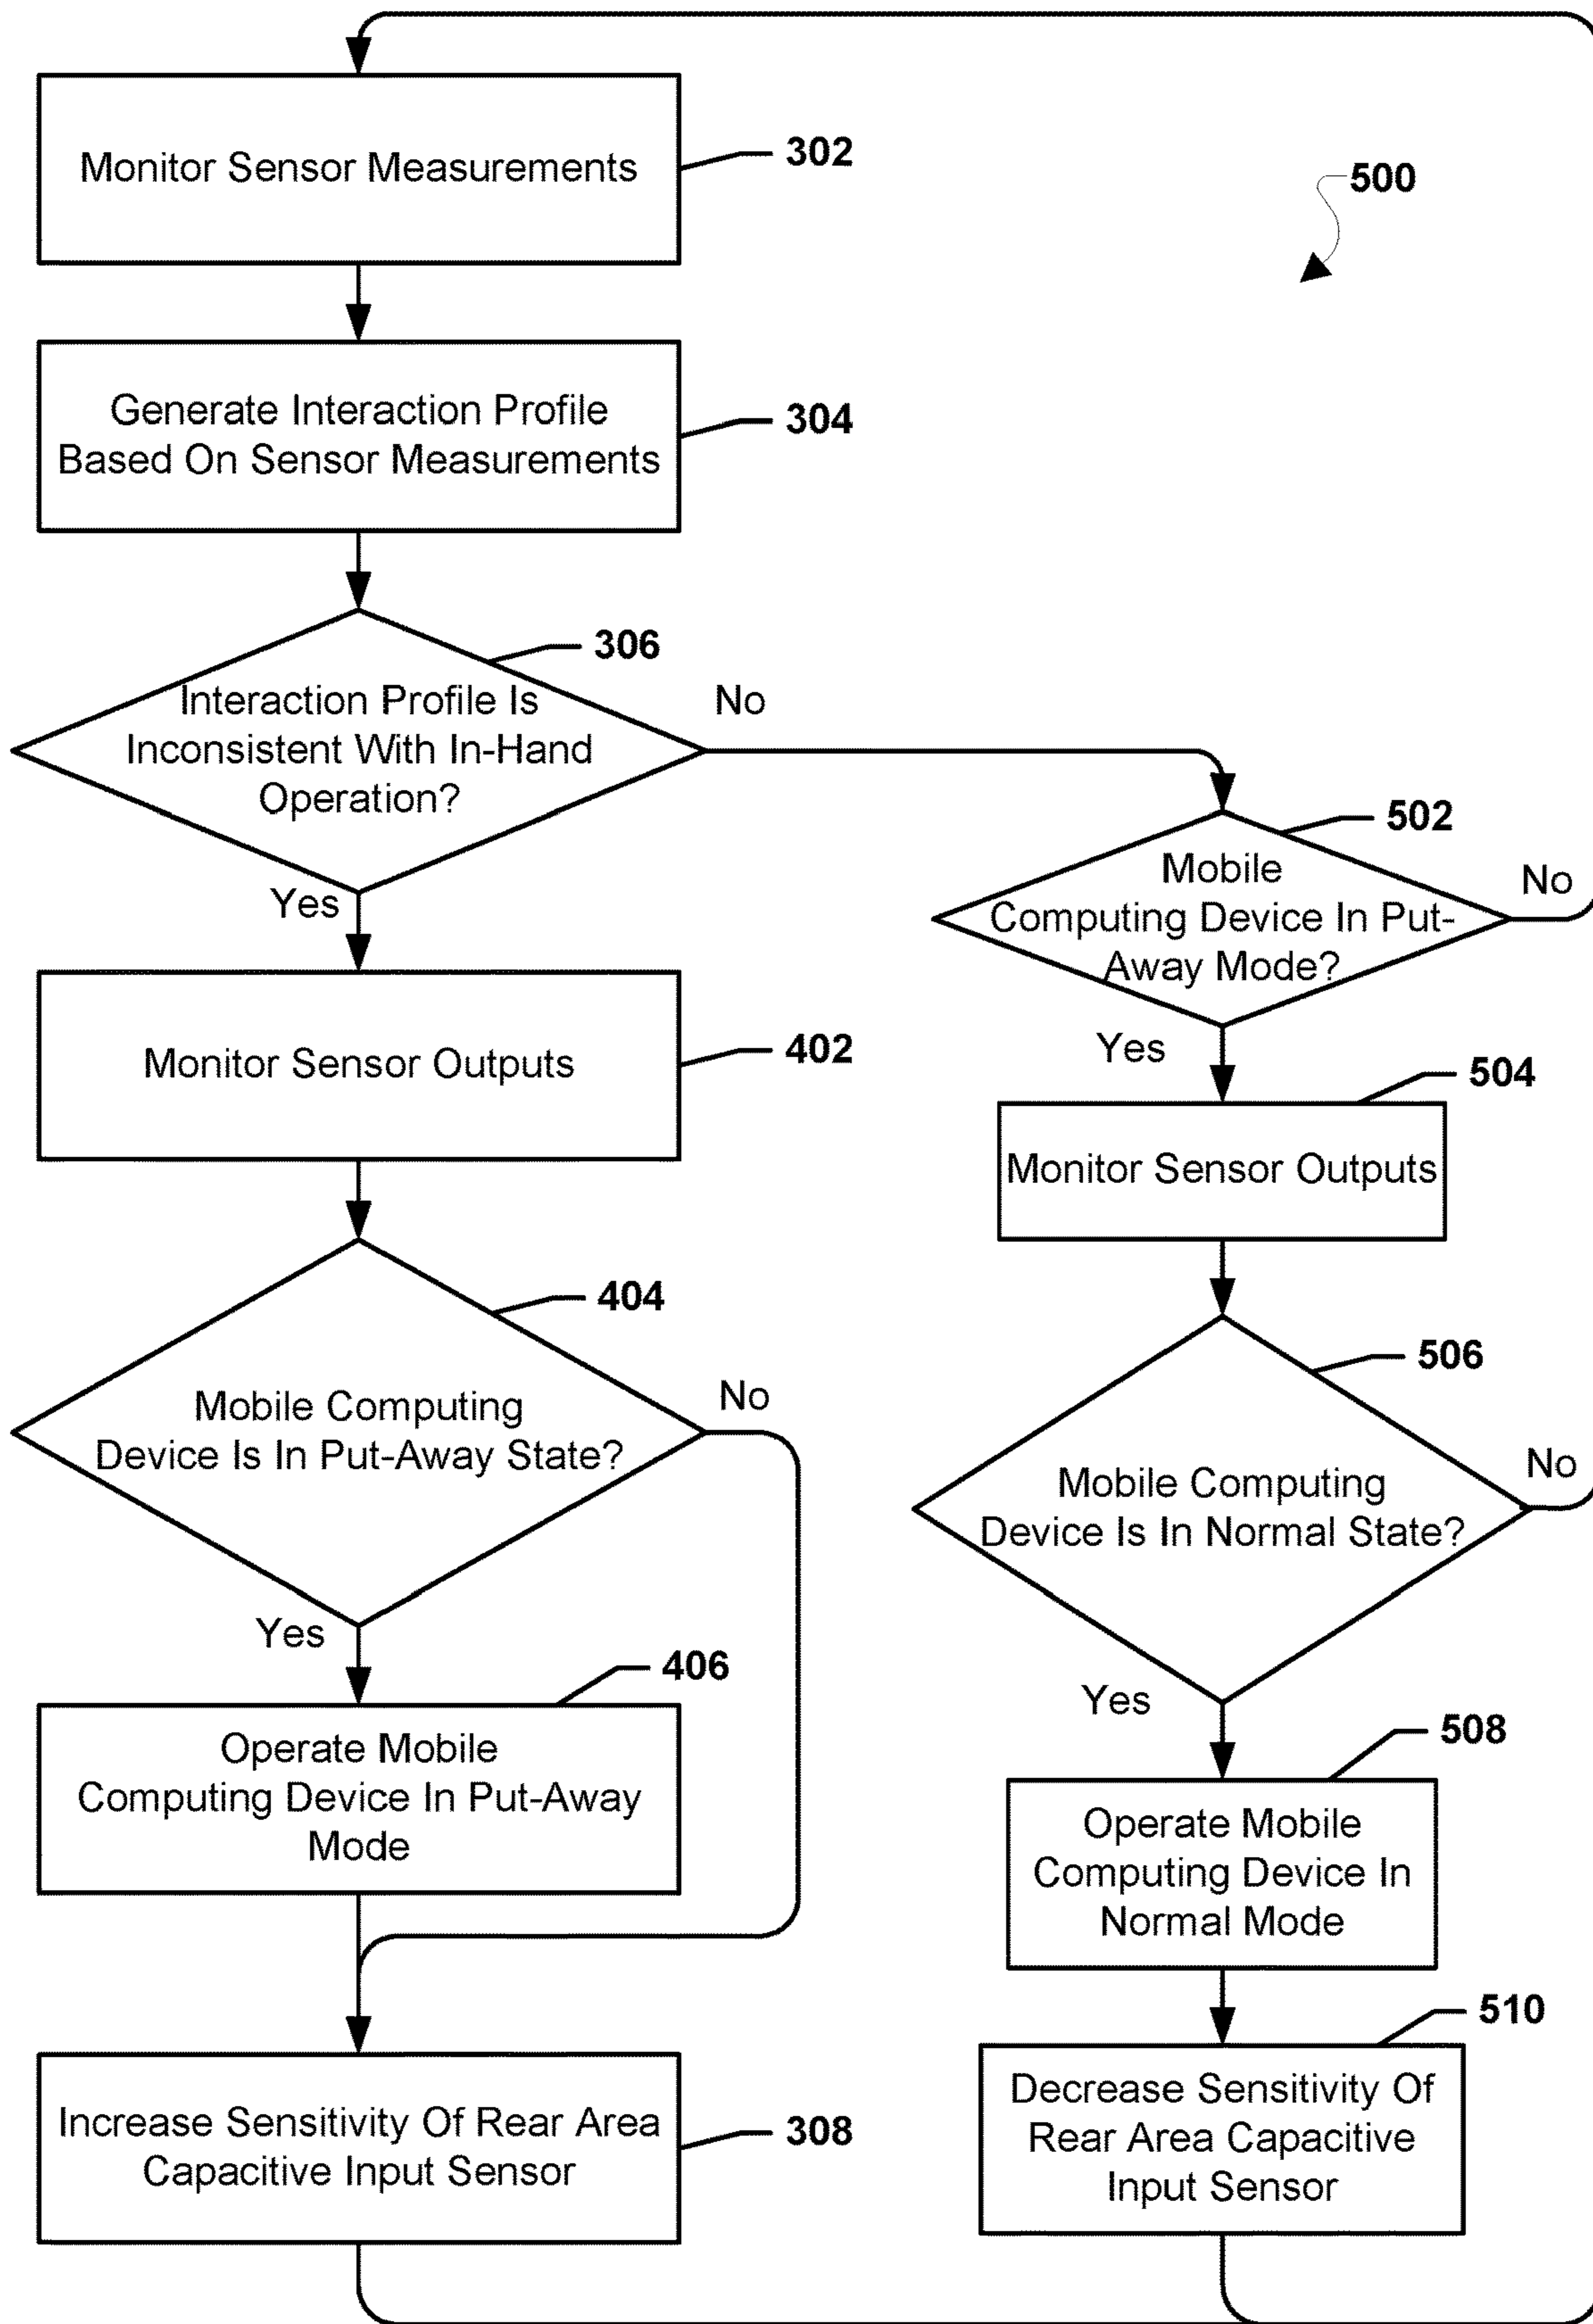 Monitor Sensor Measurements
302
500
Generate Interaction Profile
Based On Sensor Measurements
304
306
Interaction Profile Is
Inconsistent With In-Hand
Operation?
No
Yes
502
Mobile
Computing Device In Put-
Away Mode?
No
Yes
Monitor Sensor Outputs
402
504
Monitor Sensor Outputs
404
Mobile Computing
Device Is In Put-Away State?
No
Yes
506
Mobile Computing
Device Is In Normal State?
No
Yes
406
Operate Mobile
Computing Device In Put-Away
Mode
508
Operate Mobile
Computing Device In
Normal Mode
Increase Sensitivity Of Rear Area
Capacitive Input Sensor
308
510
Decrease Sensitivity Of
Rear Area Capacitive
Input Sensor